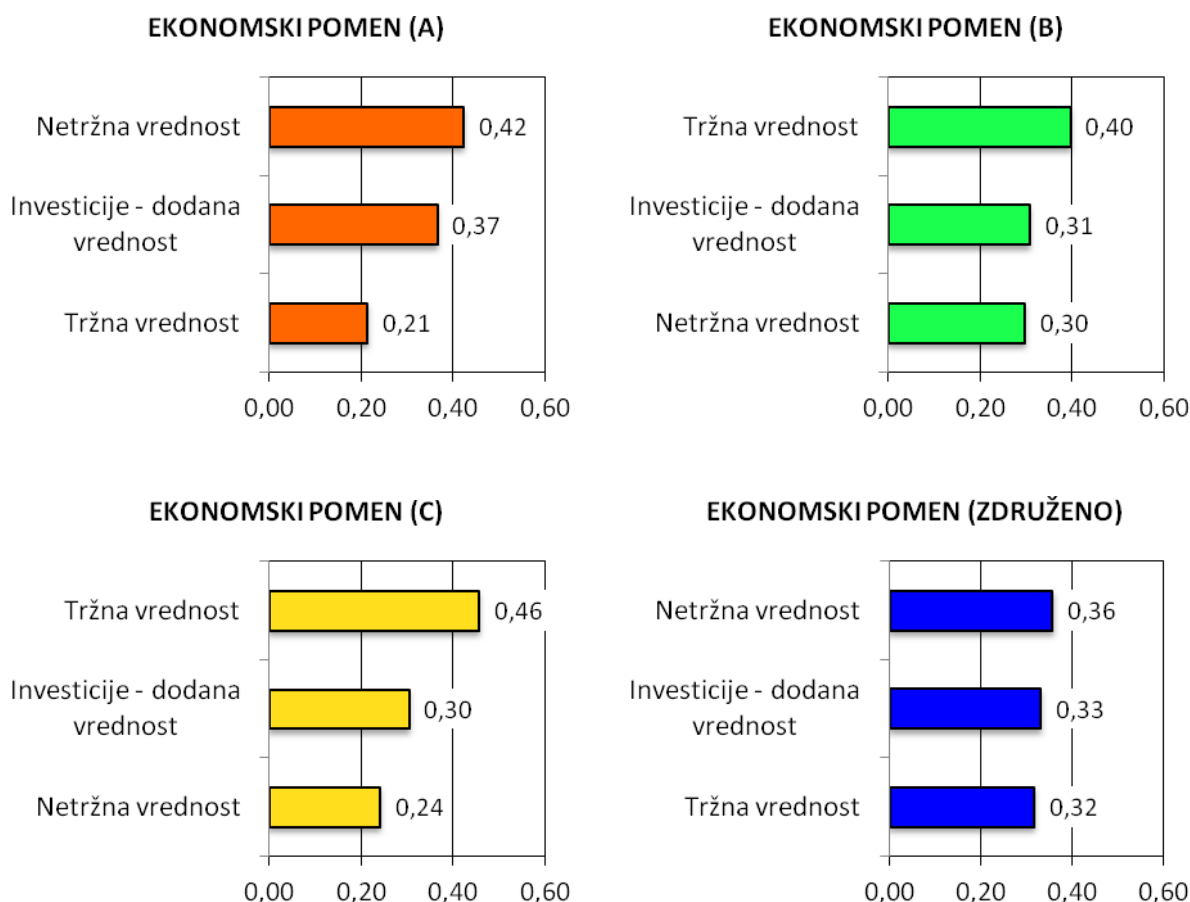 EKONOMSKI POMEN (A)
Netržna vrednost
0,42
Investicije - dodana
vrednost
0,37
Tržna vrednost
0,21
0,00 0,20 0,40 0,60
EKONOMSKI POMEN (B)
Tržna vrednost
0,40
Investicije - dodana
vrednost
0,31
Netržna vrednost
0,30
0,00 0,20 0,40 0,60
EKONOMSKI POMEN (C)
Tržna vrednost
0,46
Investicije - dodana
vrednost
0,30
Netržna vrednost
0,24
0,00 0,20 0,40 0,60
EKONOMSKI POMEN (ZDRUŽENO)
Netržna vrednost
0,36
Investicije - dodana
vrednost
0,33
Tržna vrednost
0,32
0,00 0,20 0,40 0,60